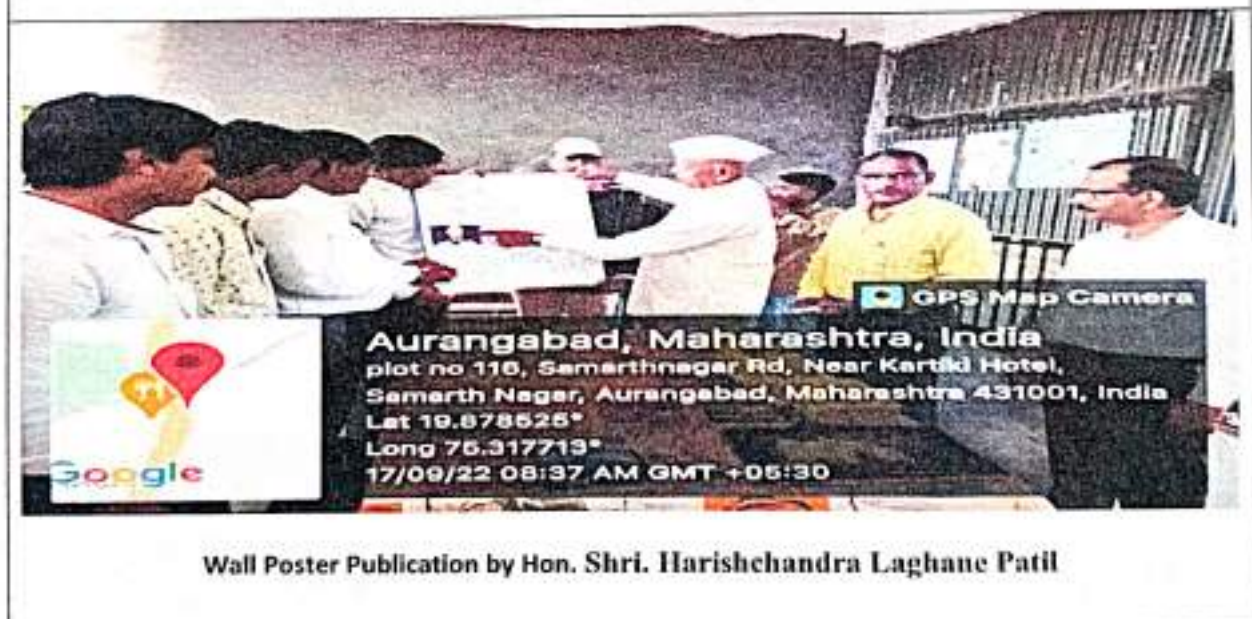 GPS Map Camera
Aurangabad, Maharashtra, India
plot no 116, Samarthnagar Rd, Near Kartiki Hotel,
Samarth Nagar, Aurangabad, Maharashtra 431001, India
Lat 19.878525°
Long 75.317713°
17/09/22 08:37 AM GMT +05:30
Google
Wall Poster Publication by Hon. Shri. Harishchandra Laghane Patil